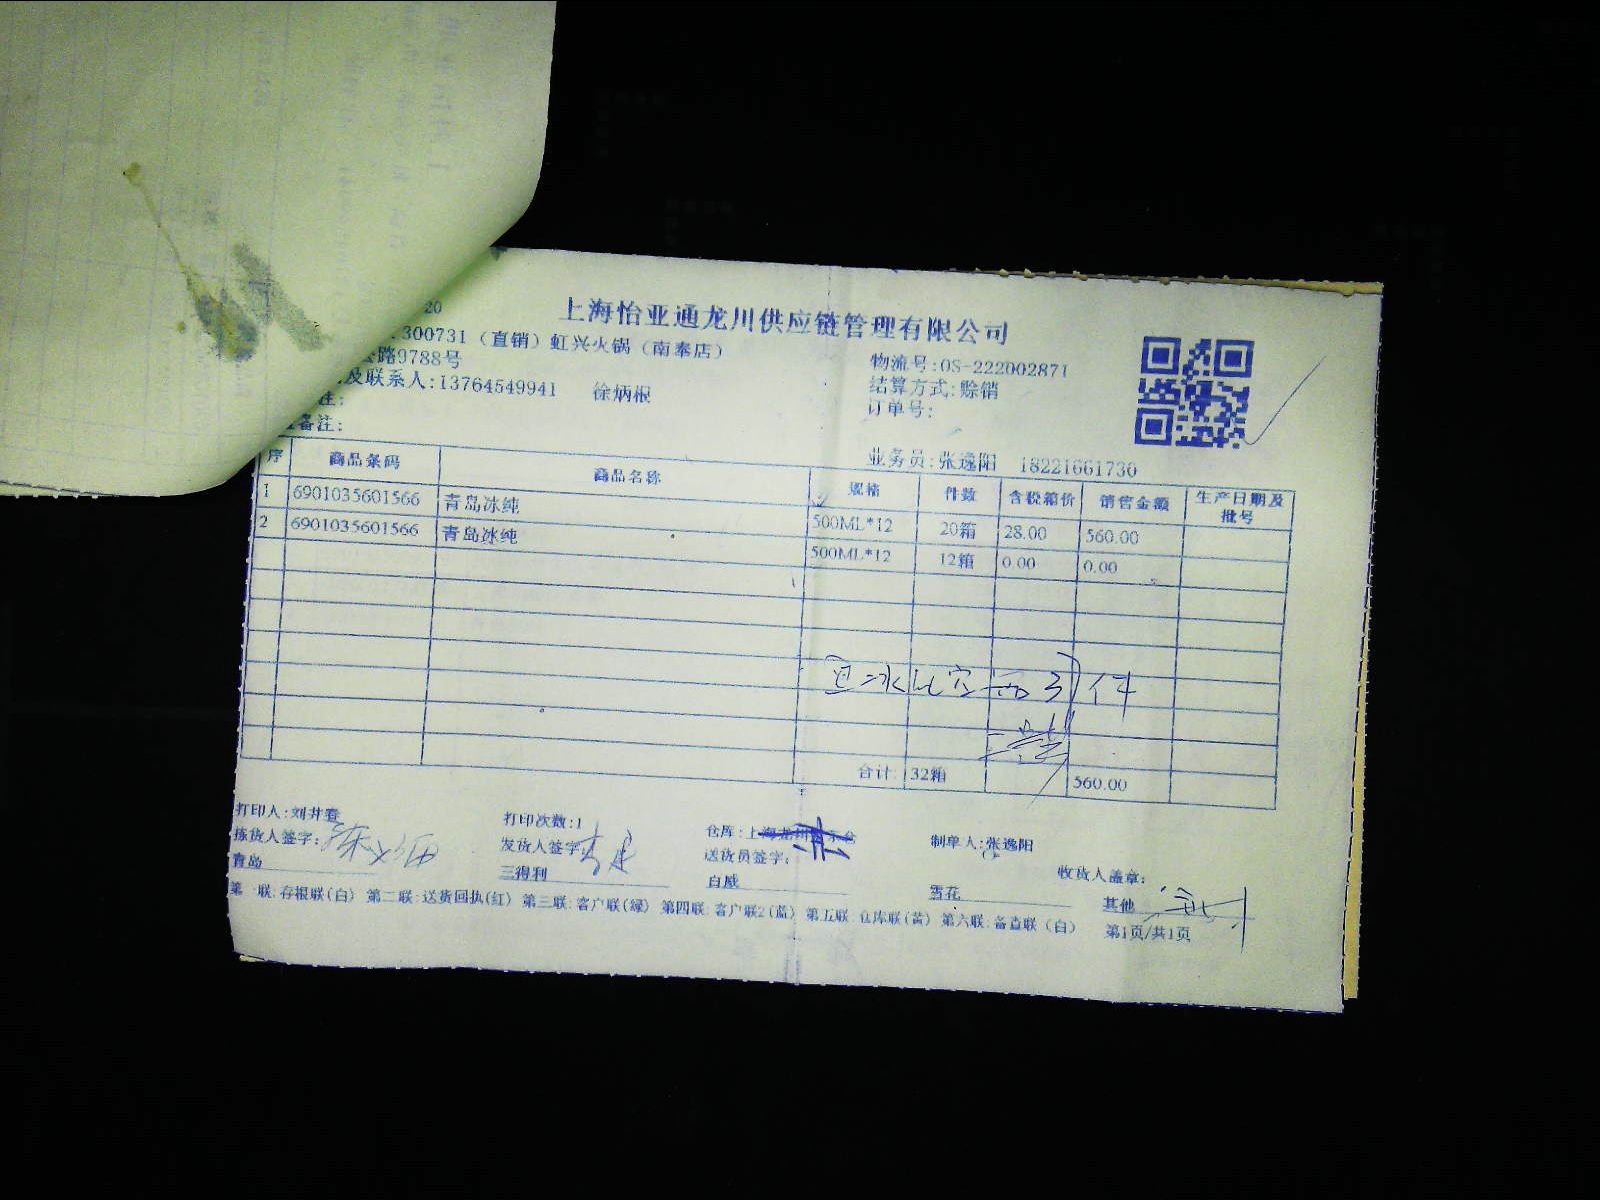 上海怡亚通龙川供应链管理有限公司
20
300731（直销）虹兴火锅（南奉店）
路9788号
物流号:OS-222002871
及联系人:13764549941 徐炳根
结算方式:赊销
注:
订单号:
备注:
业务员:张逸阳 18221661730
序 商品条码 商品名称 规格 件数 含税箱价 销售金额 生产日期及批号
1 6901035601566 青岛冰纯 500ML*12 20箱 28.00 560.00
2 6901035601566 青岛冰纯 500ML*12 12箱 0.00 0.00
合计 32箱 560.00
打印人:刘井 打印次数:1 仓库:上海龙川 制单人:张逸阳
拣货人签字: 发货人签字: 送货员签字: 收货人盖章:
青岛 三得利 百威 雪花 其他
第一联:存根联(白) 第二联:送货回执(红) 第三联:客户联(绿) 第四联:客户联2(蓝) 第五联:仓库联(黄) 第六联:备查联(白) 第1页/共1页